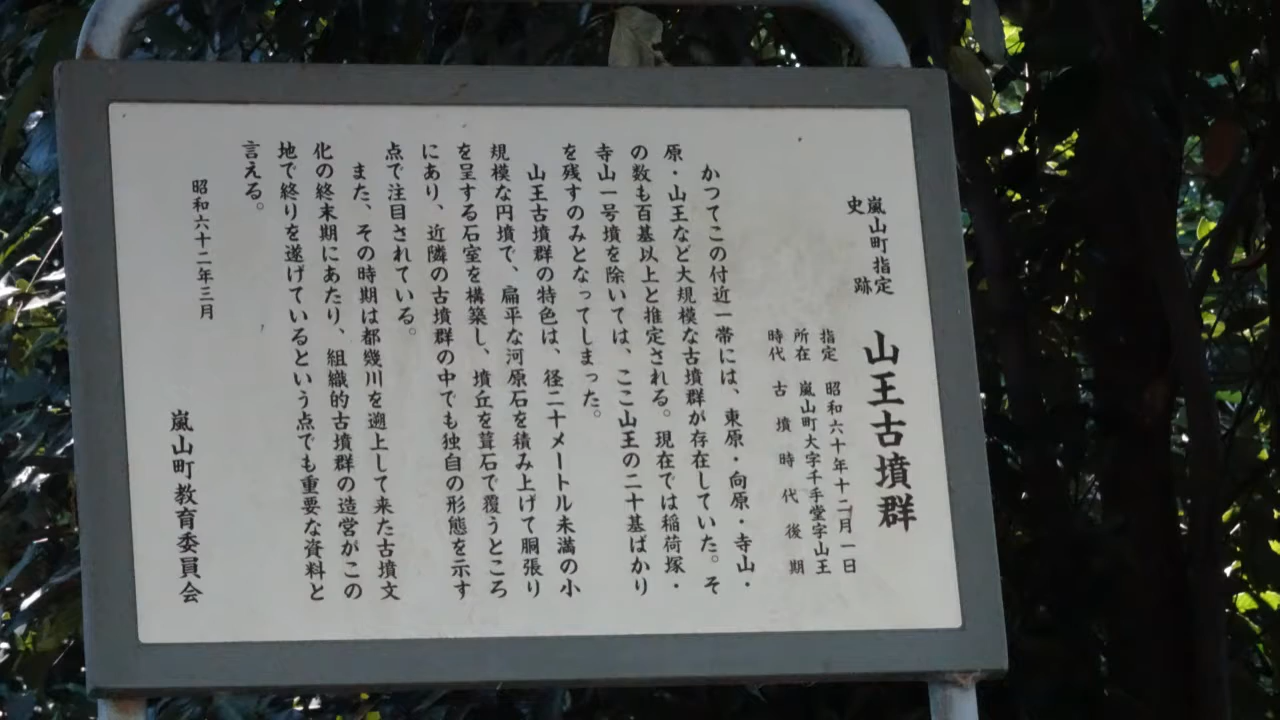 嵐山町指定
史跡
山王古墳群
指定 昭和六十年十二月一日
所在 嵐山町大字千手堂字山王
時代 古墳時代後期
かつてこの付近一帯には、東原・向原・寺山・
原・山王など大規模な古墳群が存在していた。そ
の数も百基以上と推定される。現在では稲荷塚・
寺山一号墳を除いては、ここ山王の二十基ばかり
を残すのみとなってしまった。
山王古墳群の特色は、径二十メートル未満の小
規模な円墳で、扁平な河原石を積み上げて胴張り
を呈する石室を構築し、墳丘を葺石で覆うところ
にあり、近隣の古墳群の中でも独自の形態を示す
点で注目されている。
また、その時期は都幾川を遡上して来た古墳文
化の終末期にあたり、組織的古墳群の造営がこの
地で終りを遂げているという点でも重要な資料と
言える。
昭和六十二年三月
嵐山町教育委員会